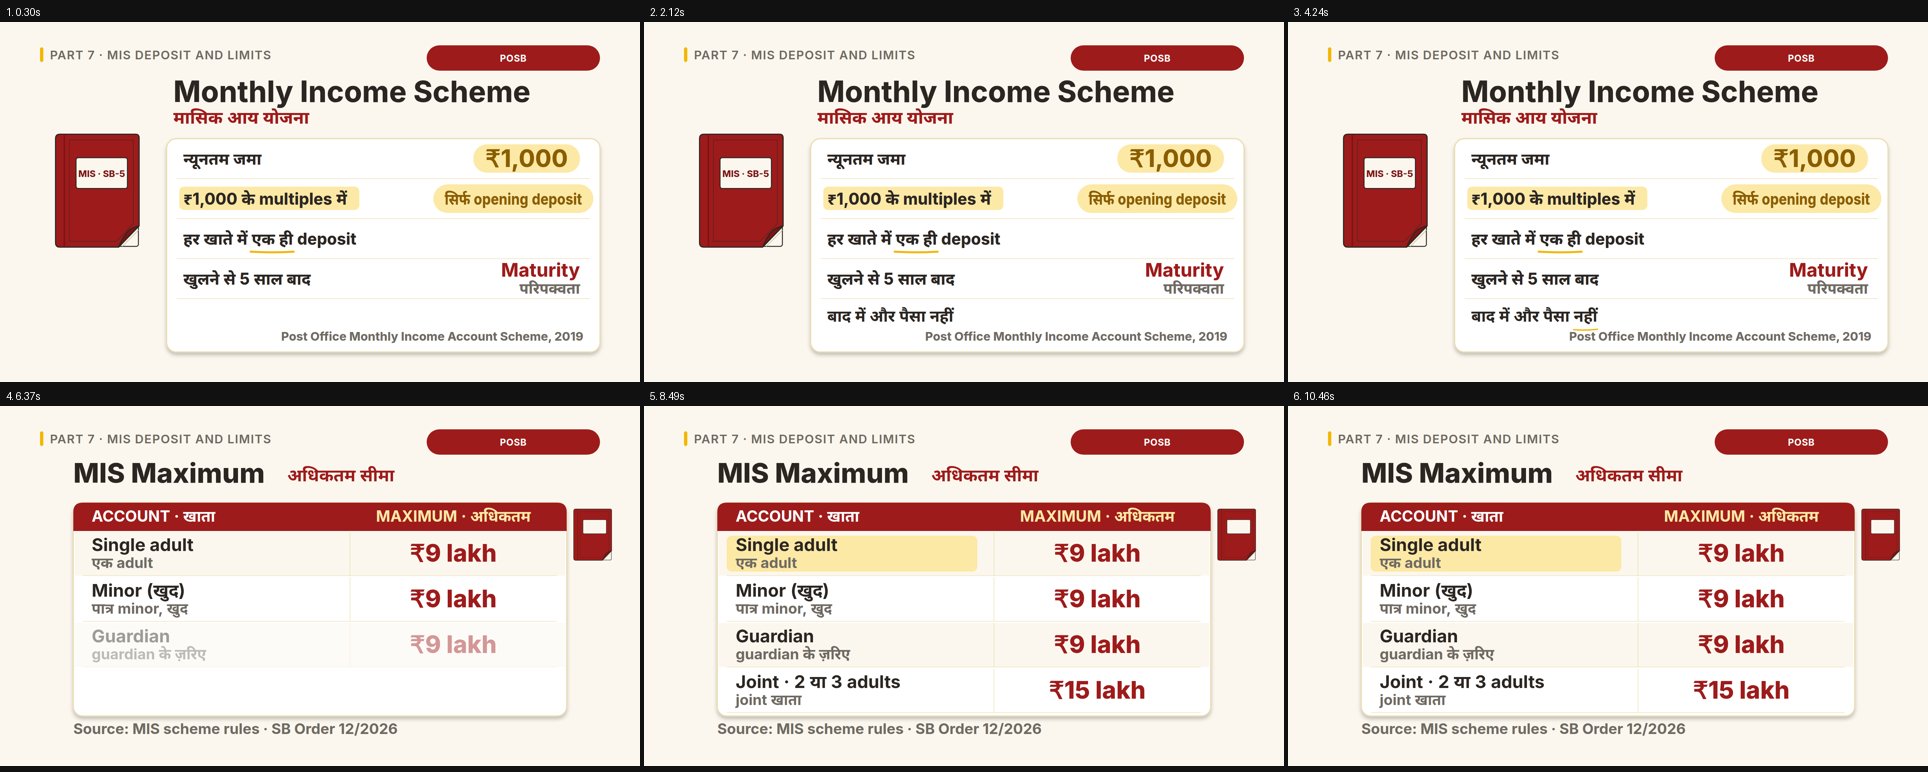 1. 0.30s
PART 7 · MIS DEPOSIT AND LIMITS
POSB
Monthly Income Scheme
मासिक आय योजना
MIS · SB-5
न्यूनतम जमा
₹1,000
₹1,000 के multiples में
सिर्फ opening deposit
हर खाते में एक ही deposit
खुलने से 5 साल बाद
Maturity
परिपक्वता
Post Office Monthly Income Account Scheme, 2019
2. 2.12s
PART 7 · MIS DEPOSIT AND LIMITS
POSB
Monthly Income Scheme
मासिक आय योजना
MIS · SB-5
न्यूनतम जमा
₹1,000
₹1,000 के multiples में
सिर्फ opening deposit
हर खाते में एक ही deposit
खुलने से 5 साल बाद
Maturity
परिपक्वता
बाद में और पैसा नहीं
Post Office Monthly Income Account Scheme, 2019
3. 4.24s
PART 7 · MIS DEPOSIT AND LIMITS
POSB
Monthly Income Scheme
मासिक आय योजना
MIS · SB-5
न्यूनतम जमा
₹1,000
₹1,000 के multiples में
सिर्फ opening deposit
हर खाते में एक ही deposit
खुलने से 5 साल बाद
Maturity
परिपक्वता
बाद में और पैसा नहीं
Post Office Monthly Income Account Scheme, 2019
4. 6.37s
PART 7 · MIS DEPOSIT AND LIMITS
POSB
MIS Maximum अधिकतम सीमा
ACCOUNT · खाता MAXIMUM · अधिकतम
Single adult
एक adult
₹9 lakh
Minor (खुद)
पात्र minor, खुद
₹9 lakh
Guardian
guardian के ज़रिए
₹9 lakh
Source: MIS scheme rules · SB Order 12/2026
5. 8.49s
PART 7 · MIS DEPOSIT AND LIMITS
POSB
MIS Maximum अधिकतम सीमा
ACCOUNT · खाता MAXIMUM · अधिकतम
Single adult
एक adult
₹9 lakh
Minor (खुद)
पात्र minor, खुद
₹9 lakh
Guardian
guardian के ज़रिए
₹9 lakh
Joint · 2 या 3 adults
joint खाता
₹15 lakh
Source: MIS scheme rules · SB Order 12/2026
6. 10.46s
PART 7 · MIS DEPOSIT AND LIMITS
POSB
MIS Maximum अधिकतम सीमा
ACCOUNT · खाता MAXIMUM · अधिकतम
Single adult
एक adult
₹9 lakh
Minor (खुद)
पात्र minor, खुद
₹9 lakh
Guardian
guardian के ज़रिए
₹9 lakh
Joint · 2 या 3 adults
joint खाता
₹15 lakh
Source: MIS scheme rules · SB Order 12/2026